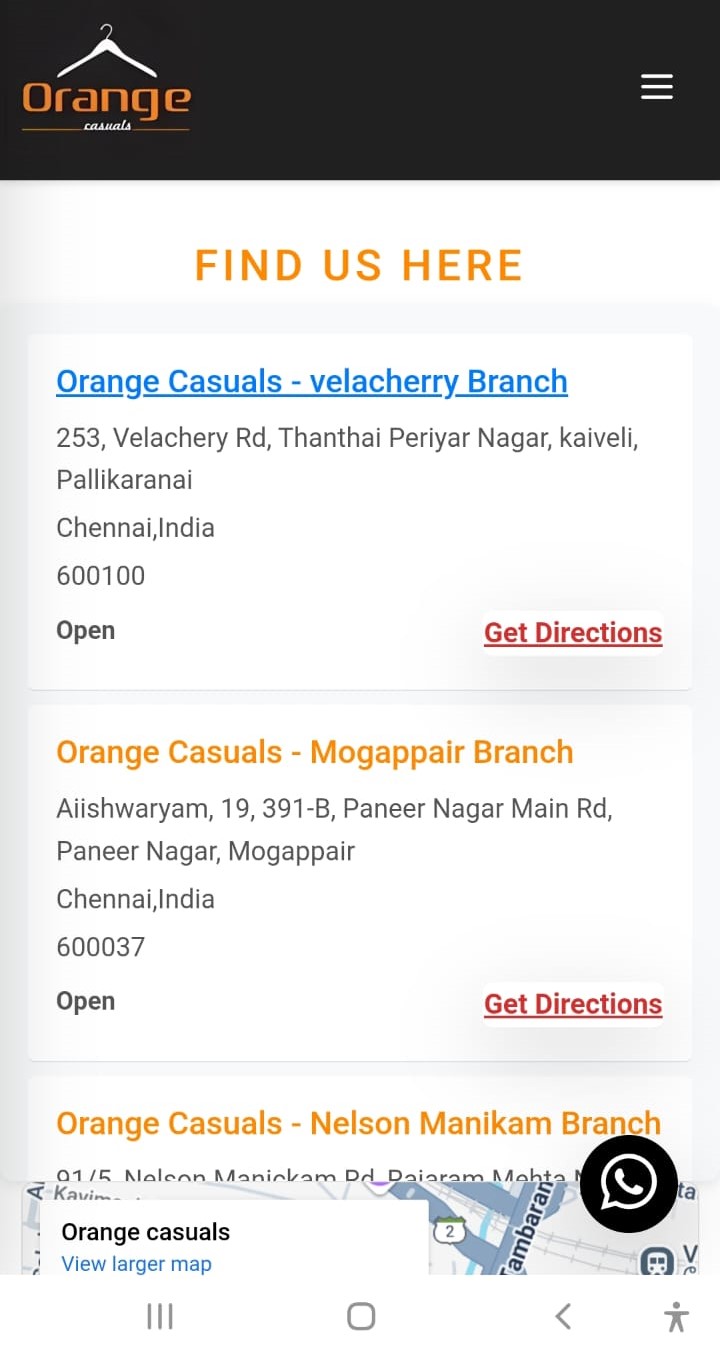 Orange
casuals
FIND US HERE
Orange Casuals - velacherry Branch
253, Velachery Rd, Thanthai Periyar Nagar, kaiveli,
Pallikaranai
Chennai,India
600100
Open
Get Directions
Orange Casuals - Mogappair Branch
Aiishwaryam, 19, 391-B, Paneer Nagar Main Rd,
Paneer Nagar, Mogappair
Chennai,India
600037
Open
Get Directions
Orange Casuals - Nelson Manikam Branch
91/5, Nelson Manickam Rd, Rajaram Mehta
Orange casuals
View larger map
2